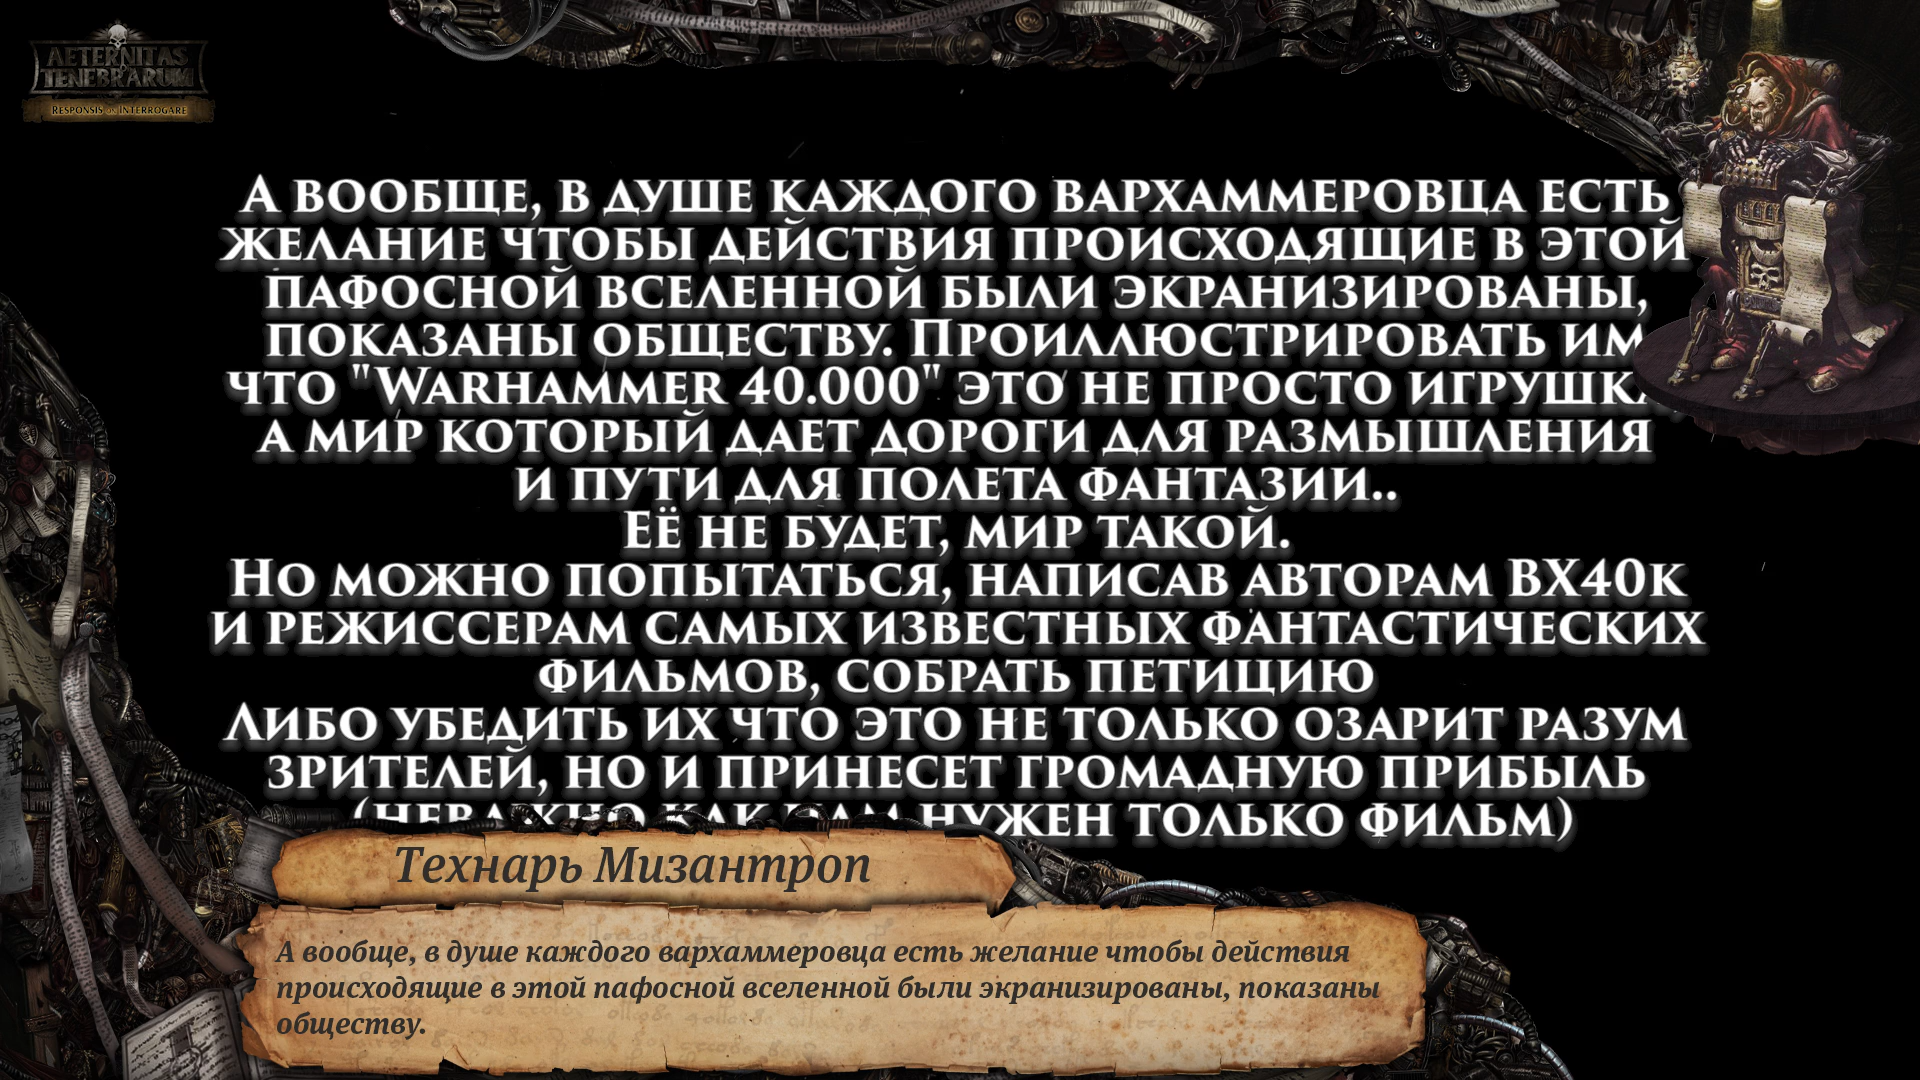 AETERNITAS
TENEBRARUM
RESPONSIS AD INTERROGARE
А ВООБЩЕ, В ДУШЕ КАЖДОГО ВАРХАММЕРОВЦА ЕСТЬ
ЖЕЛАНИЕ ЧТОБЫ ДЕЙСТВИЯ ПРОИСХОДЯЩИЕ В ЭТОЙ
ПАФОСНОЙ ВСЕЛЕННОЙ БЫЛИ ЭКРАНИЗИРОВАНЫ,
ПОКАЗАНЫ ОБЩЕСТВУ. ПРОИЛЛЮСТРИРОВАТЬ ИМ
ЧТО "WARHAMMER 40.000" ЭТО НЕ ПРОСТО ИГРУШКА,
А МИР КОТОРЫЙ ДАЕТ ДОРОГИ ДЛЯ РАЗМЫШЛЕНИЯ
И ПУТИ ДЛЯ ПОЛЕТА ФАНТАЗИИ..
ЕЁ НЕ БУДЕТ, МИР ТАКОЙ.
НО МОЖНО ПОПЫТАТЬСЯ, НАПИСАВ АВТОРАМ ВХ40К
И РЕЖИССЕРАМ САМЫХ ИЗВЕСТНЫХ ФАНТАСТИЧЕСКИХ
ФИЛЬМОВ, СОБРАТЬ ПЕТИЦИЮ
ЛИБО УБЕДИТЬ ИХ ЧТО ЭТО НЕ ТОЛЬКО ОЗАРИТ РАЗУМ
ЗРИТЕЛЕЙ, НО И ПРИНЕСЕТ ГРОМАДНУЮ ПРИБЫЛЬ
(НЕВАЖНО КАК НАМ НУЖЕН ТОЛЬКО ФИЛЬМ)
Технарь Мизантроп
А вообще, в душе каждого вархаммеровца есть желание чтобы действия
происходящие в этой пафосной вселенной были экранизированы, показаны
обществу.